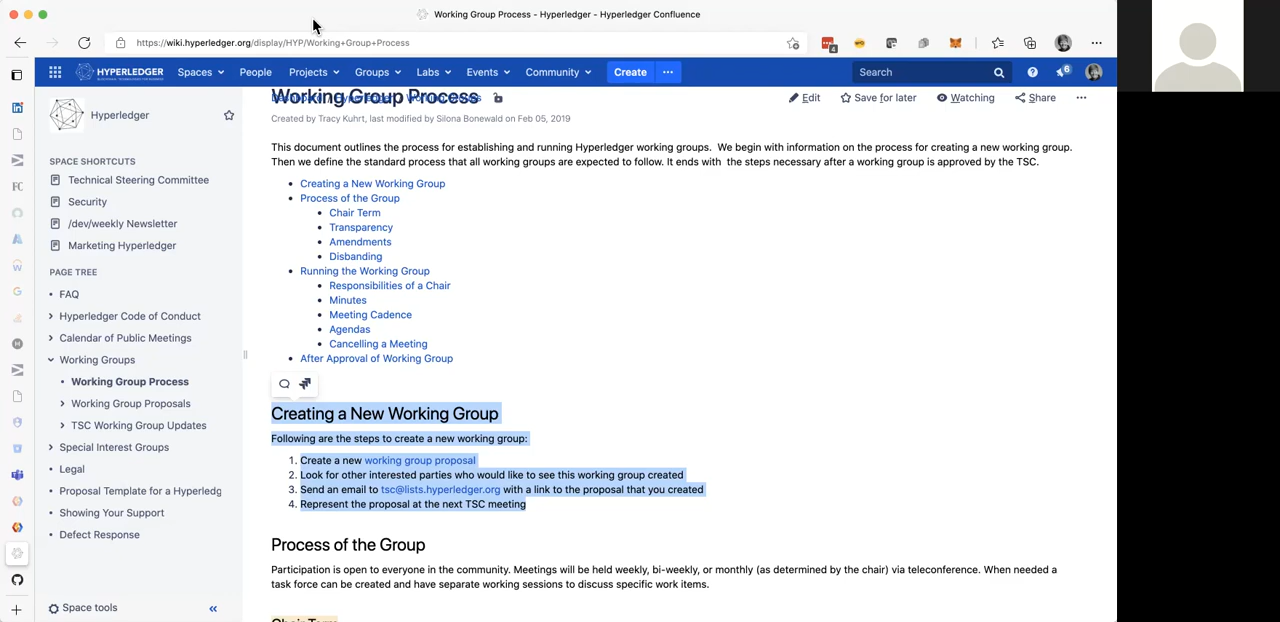 Working Group Process - Hyperledger - Hyperledger Confluence
https://wiki.hyperledger.org/display/HYP/Working+Group+Process
4
HYPERLEDGER
Spaces
People
Projects
Groups
Labs
Events
Community
Create
Search
6
Hyperledger
SPACE SHORTCUTS
Technical Steering Committee
Security
/dev/weekly Newsletter
Marketing Hyperledger
PAGE TREE
FAQ
Hyperledger Code of Conduct
Calendar of Public Meetings
Working Groups
Working Group Process
Working Group Proposals
TSC Working Group Updates
Special Interest Groups
Legal
Proposal Template for a Hyperledg
Showing Your Support
Defect Response
Space tools
Working Group Process
Edit
Save for later
Watching
Share
Created by Tracy Kuhrt, last modified by Silona Bonewald on Feb 05, 2019
This document outlines the process for establishing and running Hyperledger working groups. We begin with information on the process for creating a new working group.
Then we define the standard process that all working groups are expected to follow. It ends with the steps necessary after a working group is approved by the TSC.
Creating a New Working Group
Process of the Group
Chair Term
Transparency
Amendments
Disbanding
Running the Working Group
Responsibilities of a Chair
Minutes
Meeting Cadence
Agendas
Cancelling a Meeting
After Approval of Working Group
Creating a New Working Group
Following are the steps to create a new working group:
1. Create a new working group proposal
2. Look for other interested parties who would like to see this working group created
3. Send an email to tsc@lists.hyperledger.org with a link to the proposal that you created
4. Represent the proposal at the next TSC meeting
Process of the Group
Participation is open to everyone in the community. Meetings will be held weekly, bi-weekly, or monthly (as determined by the chair) via teleconference. When needed a
task force can be created and have separate working sessions to discuss specific work items.
Chair Term